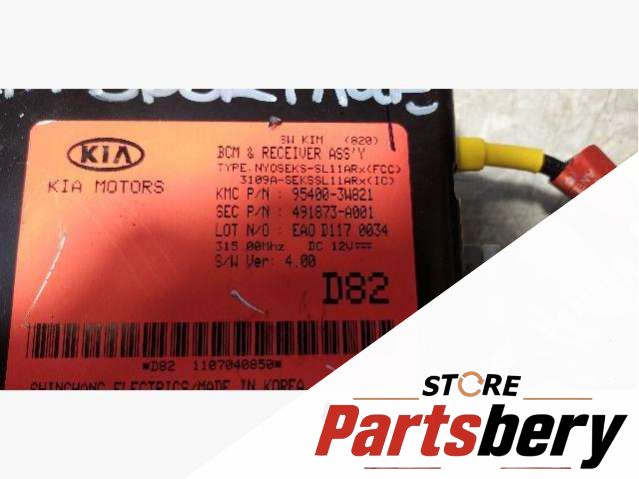 SPORTAGE
KIA
KIA MOTORS
3W KIM (820)
BCM & RECEIVER ASS'Y
TYPE. NYOSEKS-SL11ARx(FCC)
3109A-SEKSSL11ARx(IC)
KMC P/N : 95400-3W821
SEC P/N : 491873-A001
LOT N/O : EAO D117 0034
315.00Mhz DC 12V
S/W Ver: 4.00
D82
*D82 1107040850*
SHINCHANG ELECTRICS/MADE IN KOREA
STORE
Partsbery